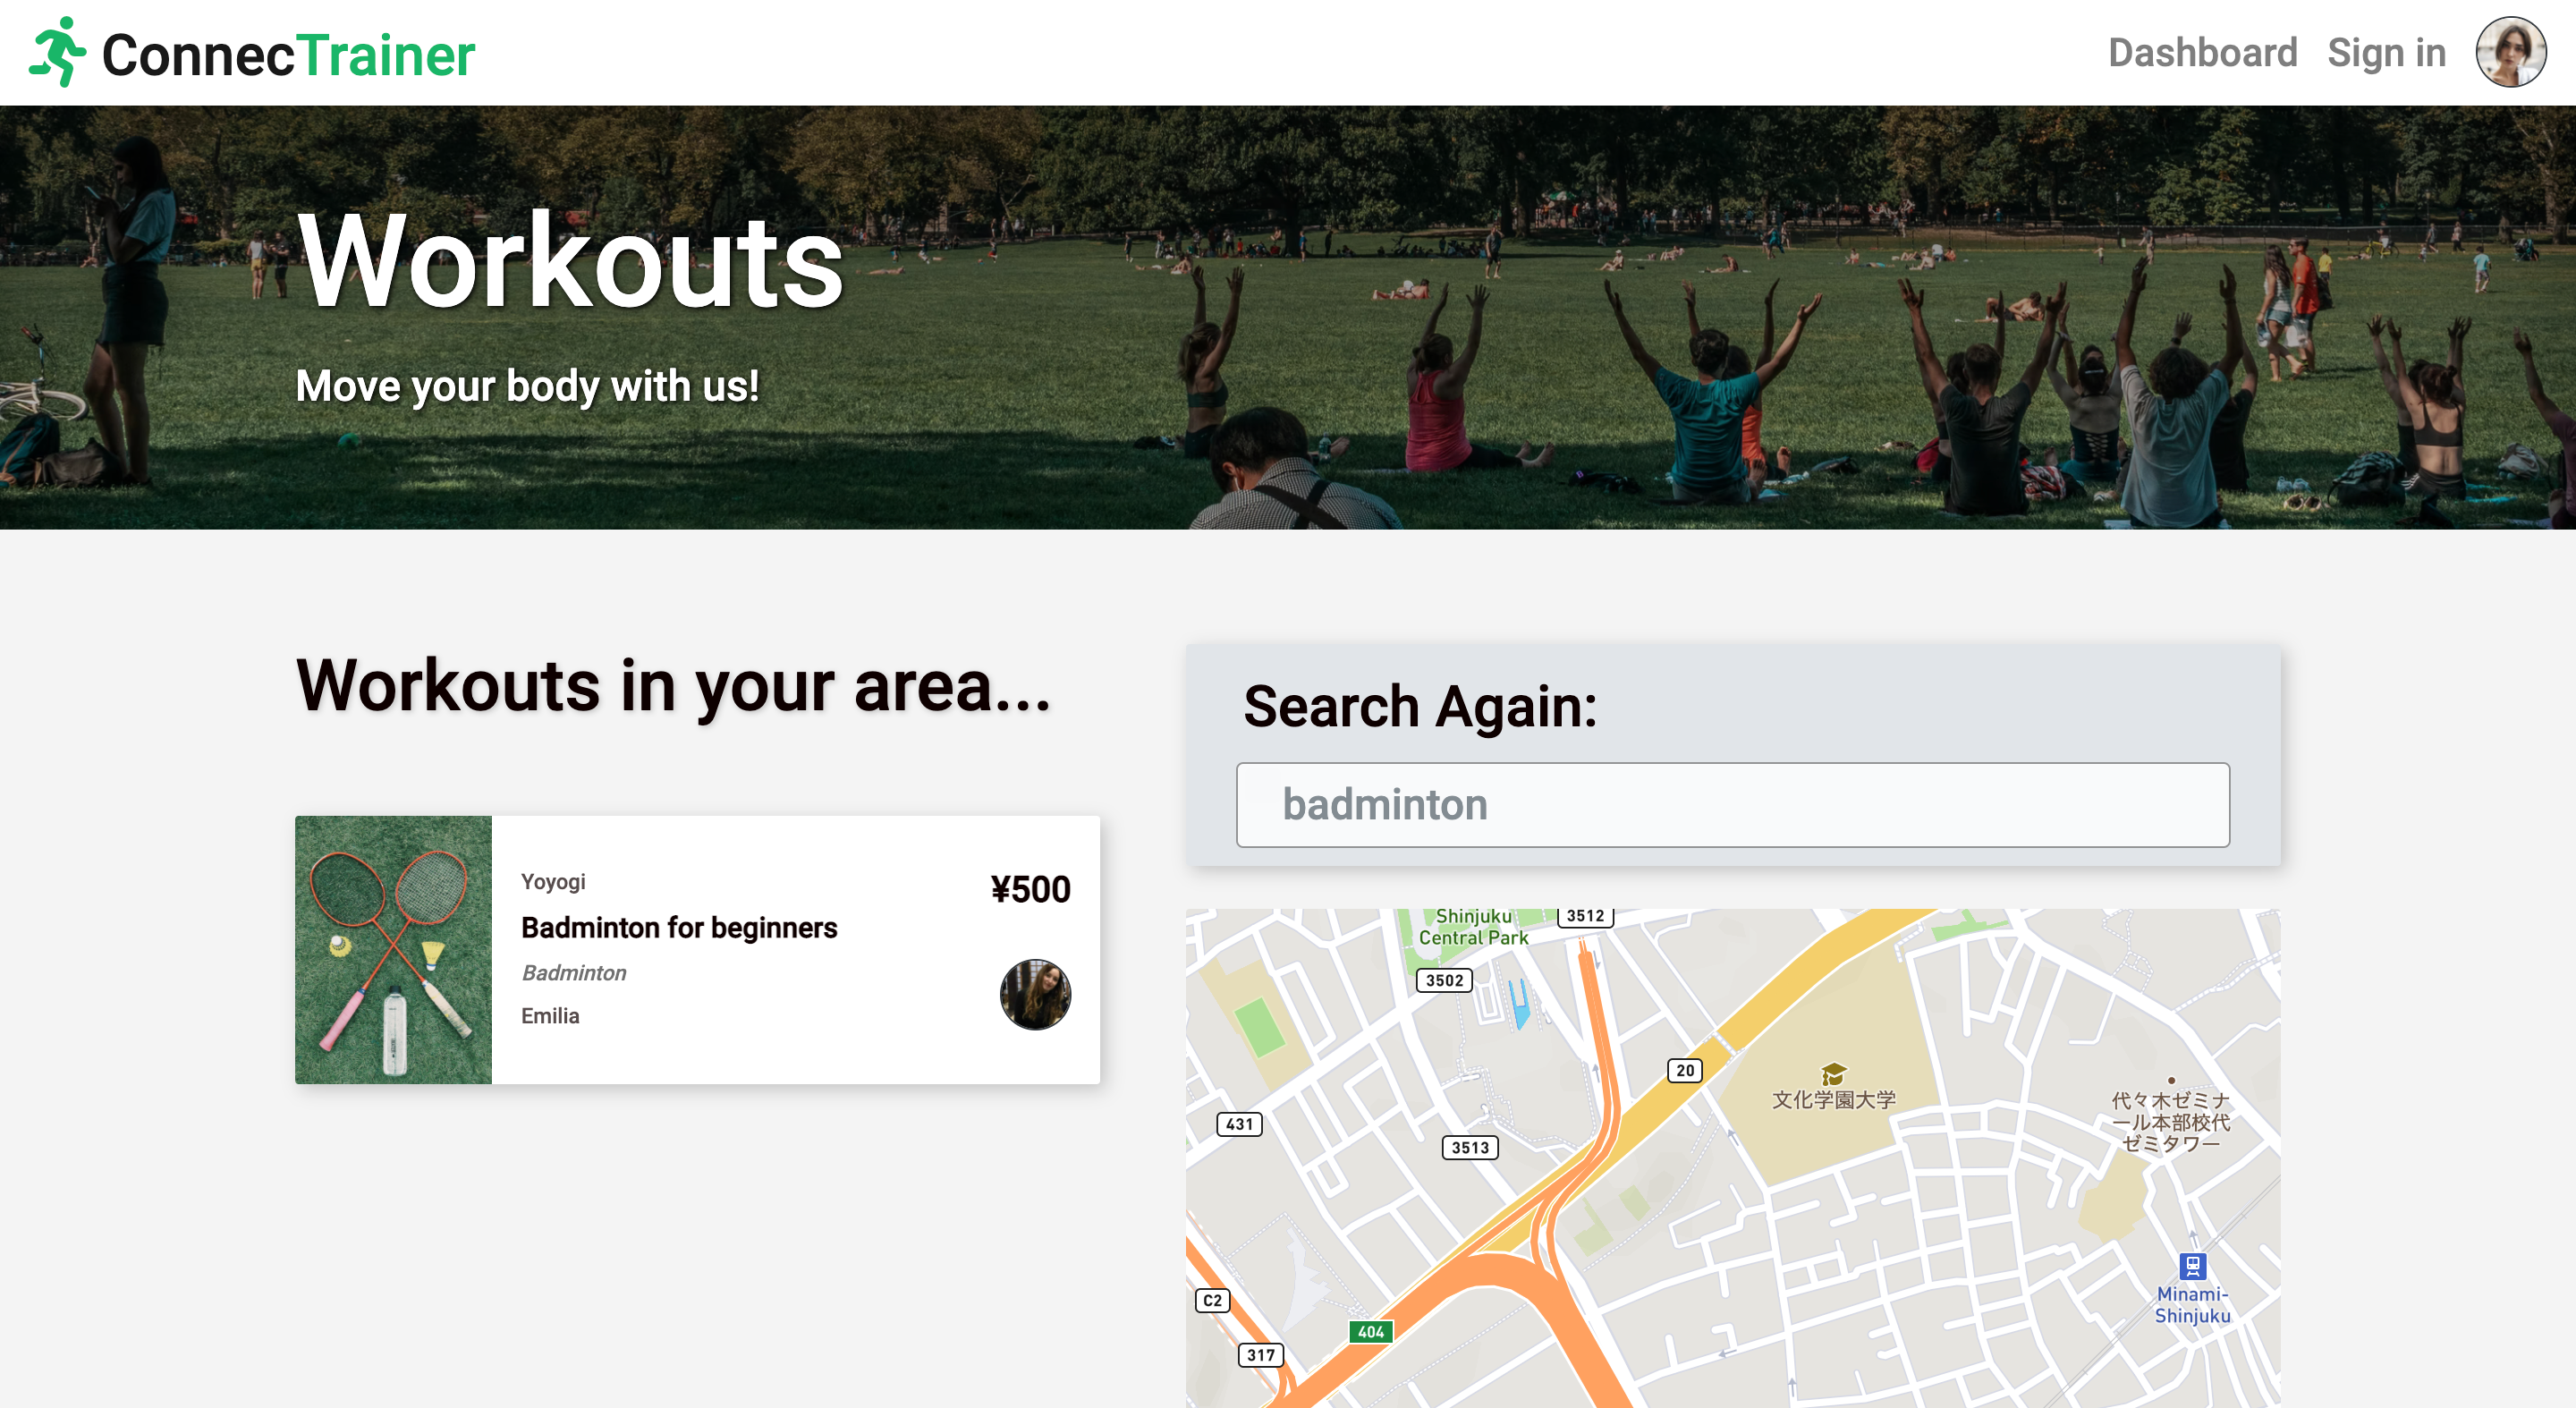 ConnecTrainer
Dashboard
Sign in
Workouts
Move your body with us!
Workouts in your area...
Yoyogi
¥500
Badminton for beginners
Badminton
Emilia
Search Again:
badminton
Shinjuku
Central Park
3512
3502
20
文化学園大学
代々木ゼミナ
ール本部校代
ゼミタワー
431
3513
Minami-
Shinjuku
C2
404
317